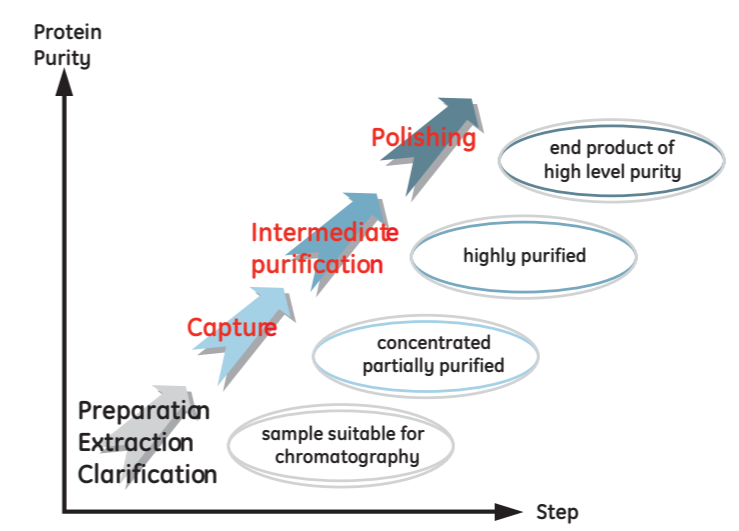 Protein
Purity
Polishing
end product of
high level purity
Intermediate
purification
highly purified
Capture
concentrated
partially purified
Preparation
Extraction
Clarification
sample suitable for
chromatography
Step